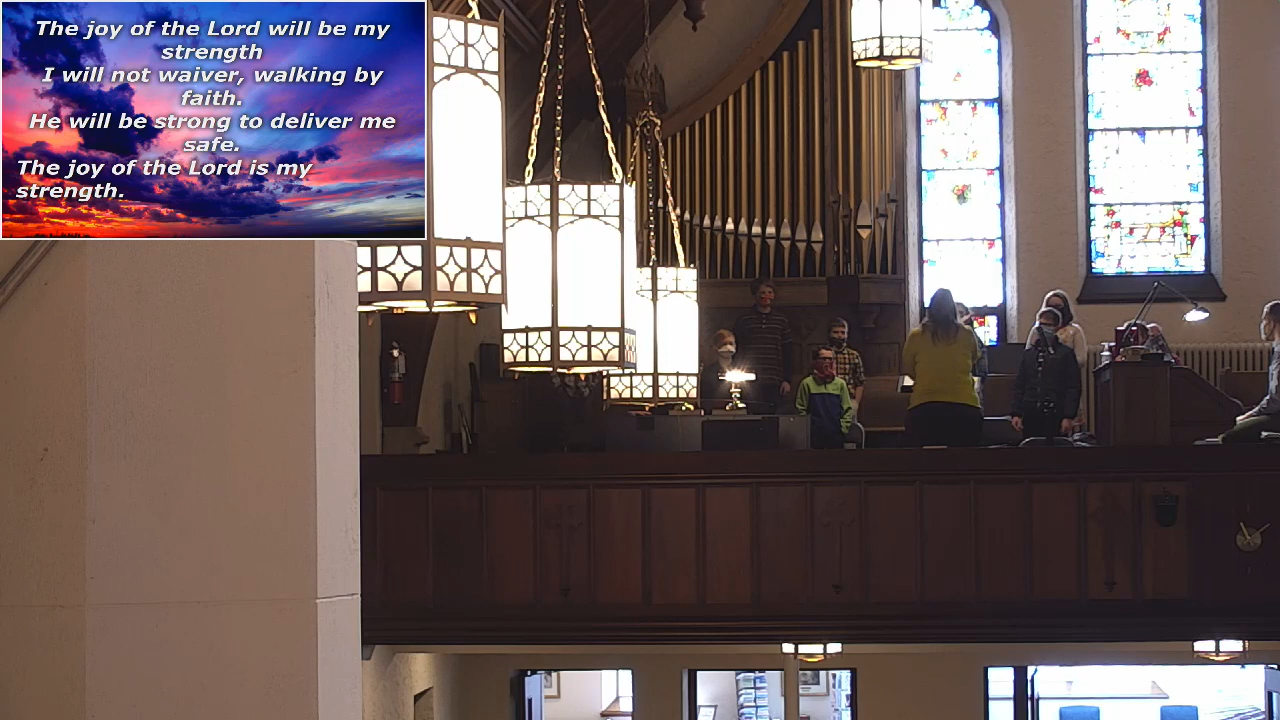 The joy of the Lord will be my
strength
I will not waiver, walking by
faith.
He will be strong to deliver me
safe.
The joy of the Lord is my
strength.